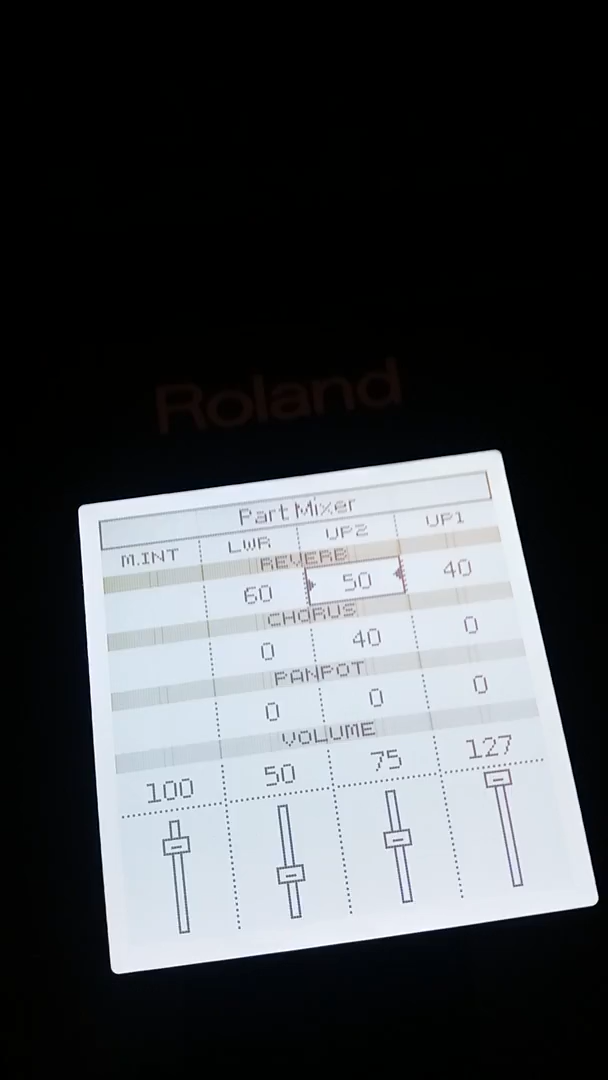 Roland
Part Mixer
M.INT LWR UP2 UP1
REVERB
60 50 40
CHORUS
0 40 0
PANPOT
0 0 0
VOLUME
100 50 75 127